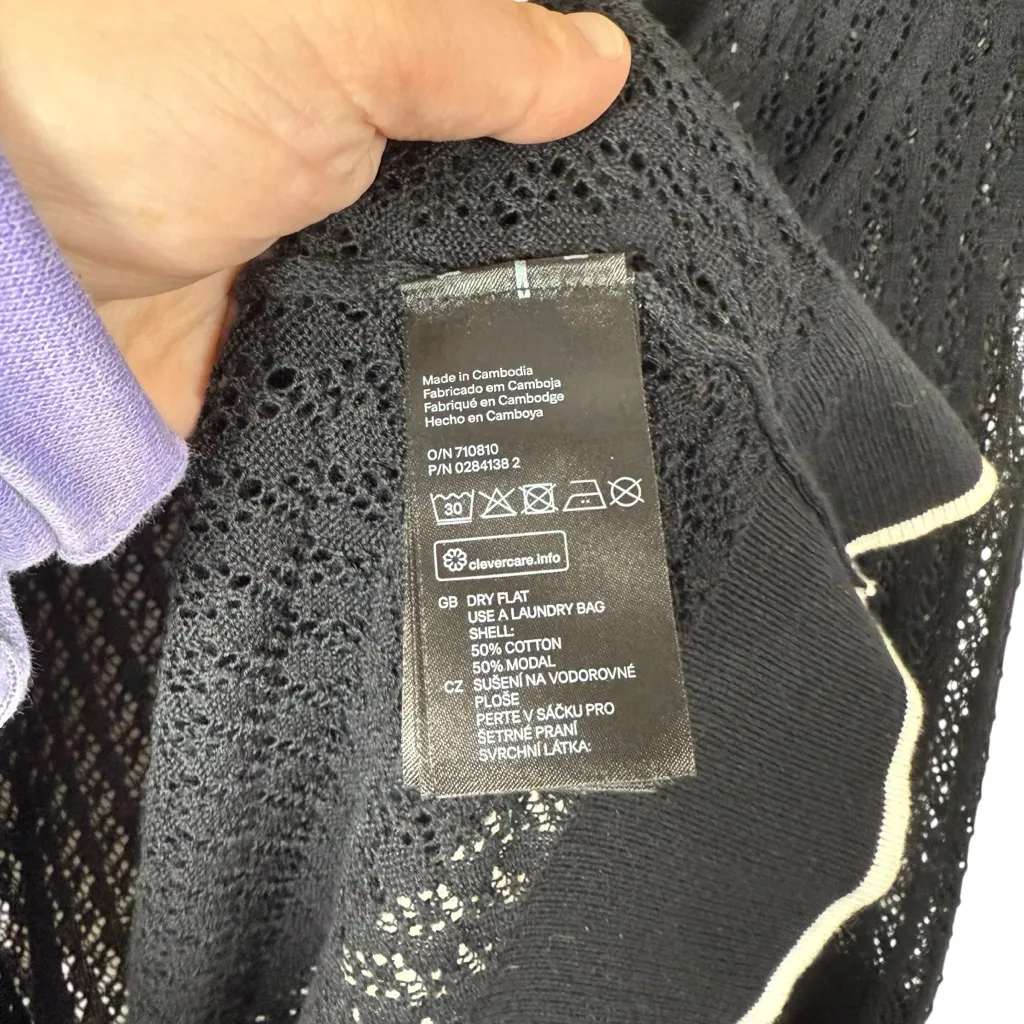 Made in Cambodia
Fabricado em Camboja
Fabriqué en Cambodge
Hecho en Camboya
O/N 710810
P/N 0284138 2
30
clevercare.info
GB DRY FLAT
USE A LAUNDRY BAG
SHELL:
50% COTTON
50% MODAL
CZ SUŠENÍ NA VODOROVNÉ
PLOŠE
PERTE V SÁČKU PRO
ŠETRNÉ PRANÍ
SVRCHNÍ LÁTKA: